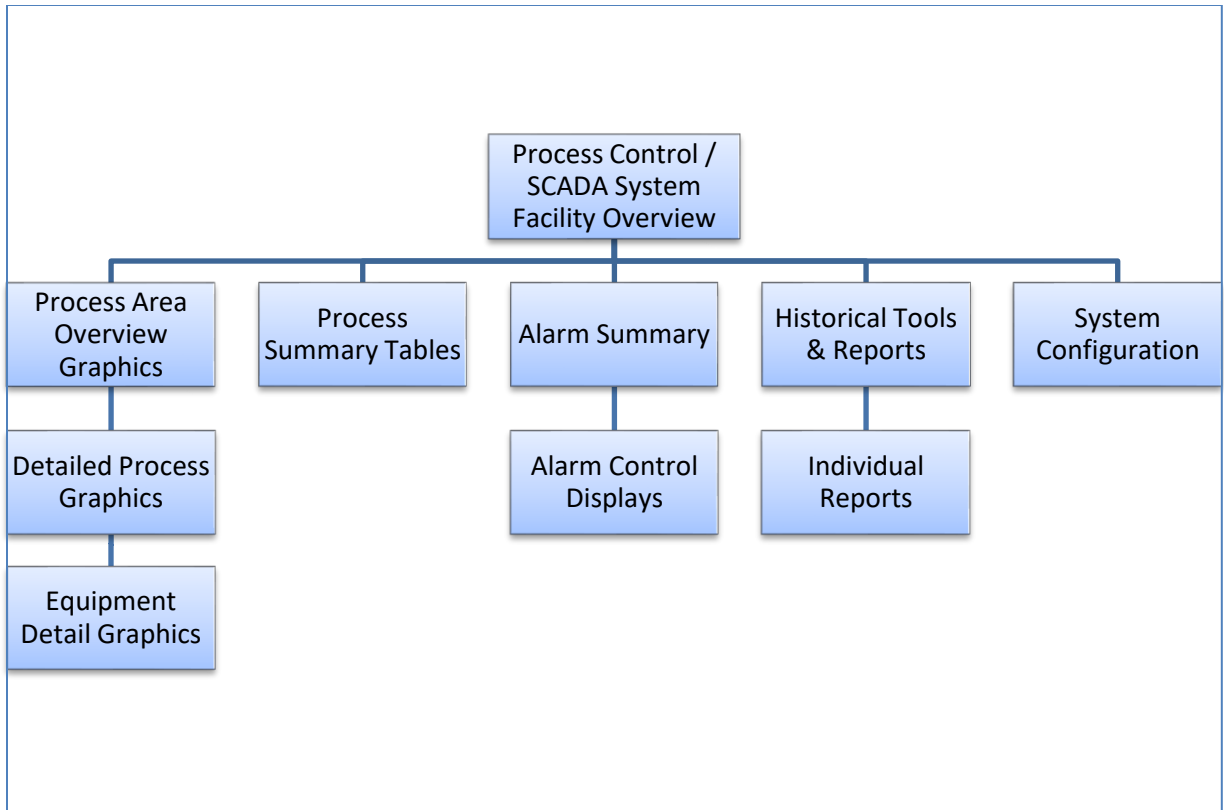 Process Control /
SCADA System
Facility Overview
Process Area
Overview
Graphics
Process
Summary Tables
Alarm Summary
Historical Tools
& Reports
System
Configuration
Detailed Process
Graphics
Alarm Control
Displays
Individual
Reports
Equipment
Detail Graphics